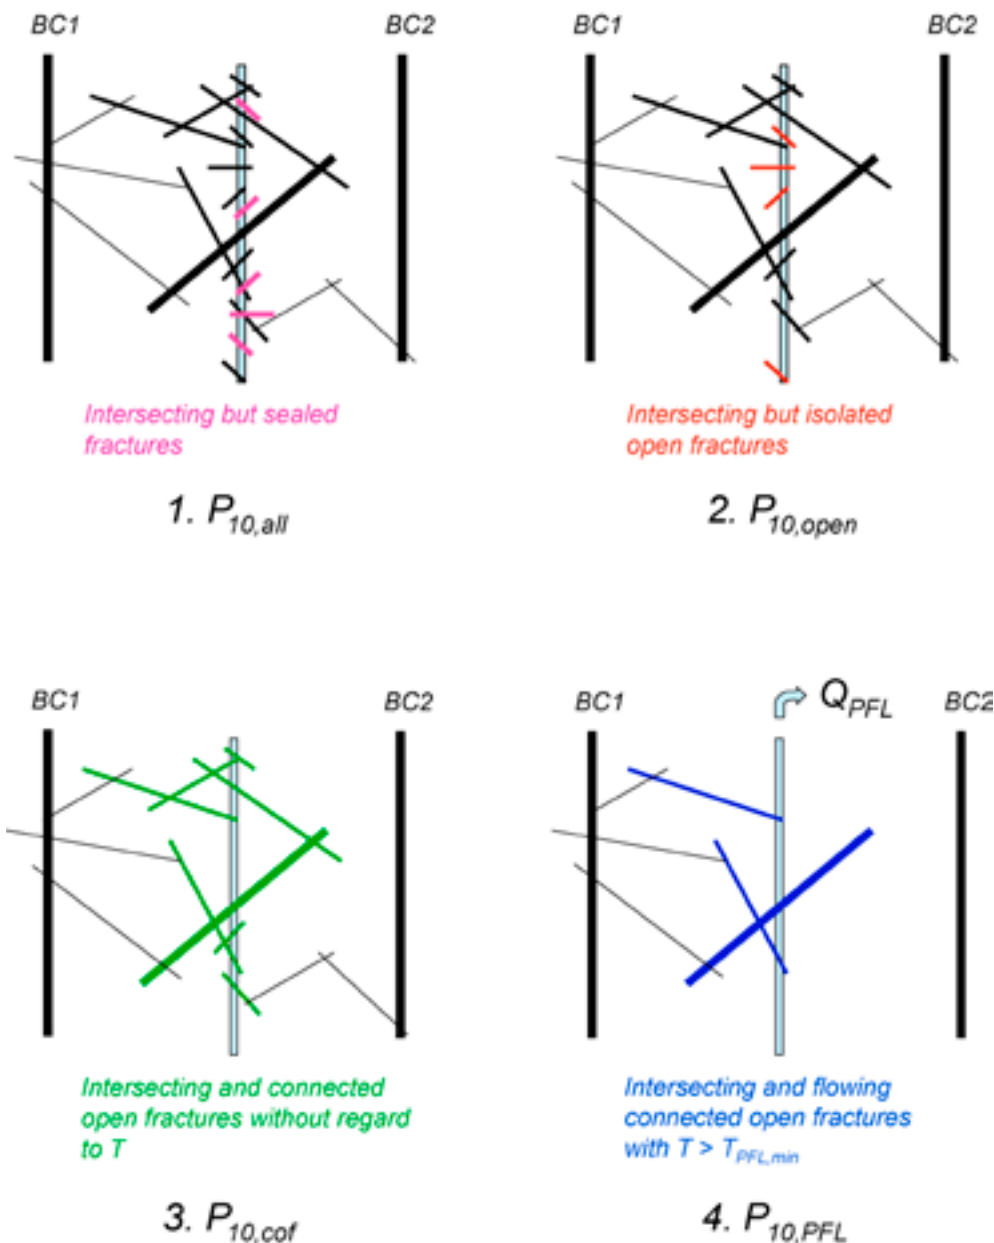 BC1
BC2
Intersecting but sealed
fractures
1. P10,all
BC1
BC2
Intersecting but isolated
open fractures
2. P10,open
BC1
BC2
Intersecting and connected
open fractures without regard
to T
3. P10,cof
BC1
QPFL
BC2
Intersecting and flowing
connected open fractures
with T > TPFL,min
4. P10,PFL